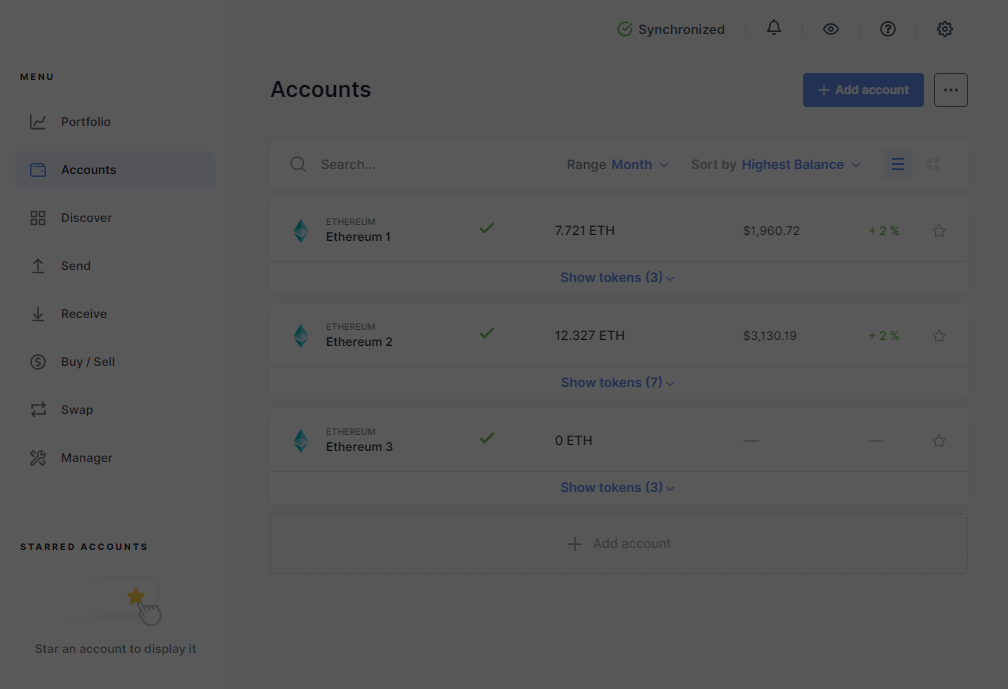 Synchronized
MENU
Portfolio
Accounts
Discover
Send
Receive
Buy / Sell
Swap
Manager
STARRED ACCOUNTS
Star an account to display it
Accounts
+ Add account
Search...
Range Month
Sort by Highest Balance
ETHEREUM
Ethereum 1
7.721 ETH
$1,960.72
+ 2 %
Show tokens (3)
ETHEREUM
Ethereum 2
12.327 ETH
$3,130.19
+ 2 %
Show tokens (7)
ETHEREUM
Ethereum 3
0 ETH
—
—
Show tokens (3)
+ Add account